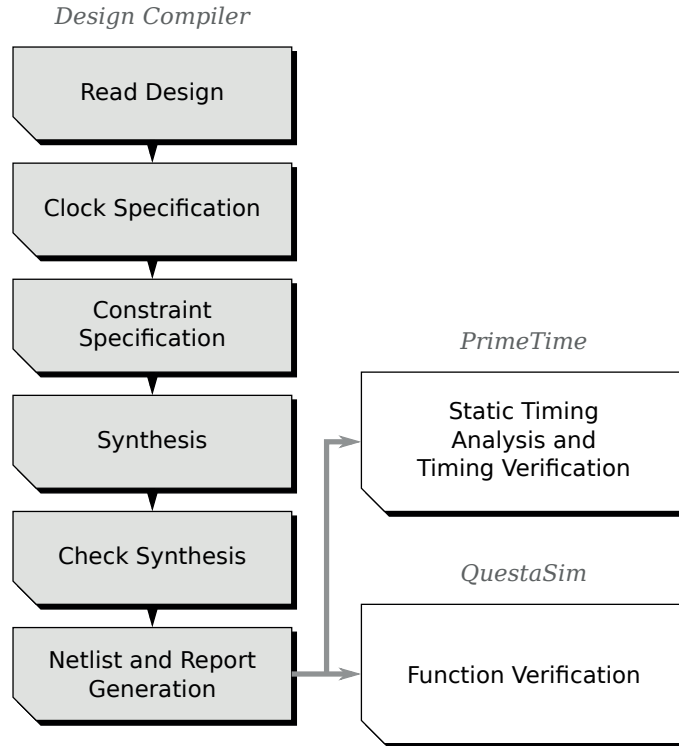 Design Compiler
Read Design
Clock Specification
Constraint
Specification
Synthesis
Check Synthesis
Netlist and Report
Generation
PrimeTime
Static Timing
Analysis and
Timing Verification
QuestaSim
Function Verification